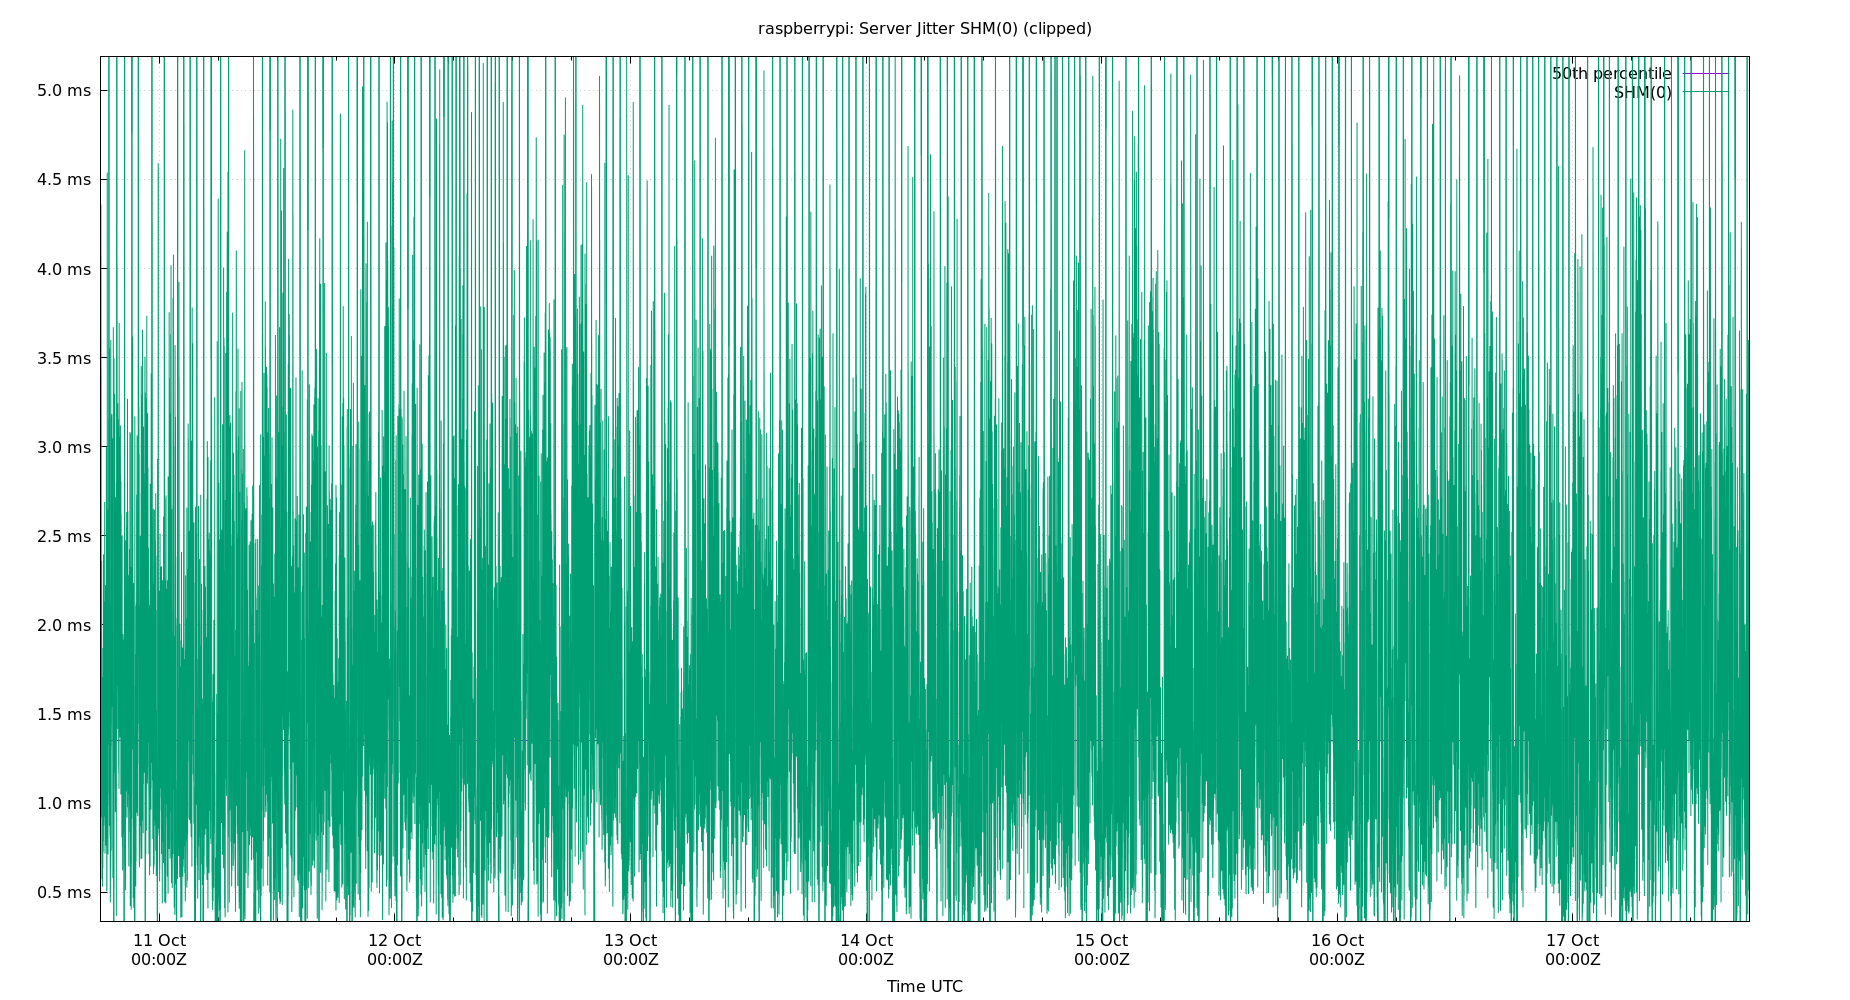 raspberrypi: Server Jitter SHM(0) (clipped)
50th percentile
SHM(0)
5.0 ms
4.5 ms
4.0 ms
3.5 ms
3.0 ms
2.5 ms
2.0 ms
1.5 ms
1.0 ms
0.5 ms
11 Oct 12 Oct 13 Oct 14 Oct 15 Oct 16 Oct 17 Oct
00:00Z 00:00Z 00:00Z 00:00Z 00:00Z 00:00Z 00:00Z
Time UTC